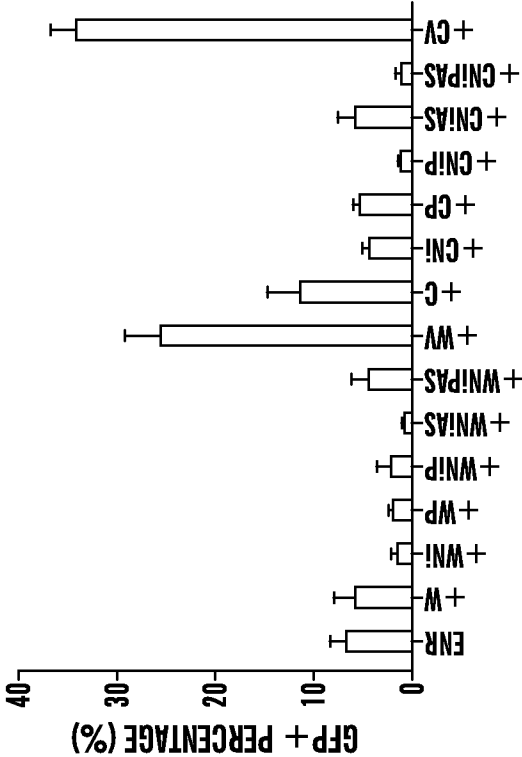 GFP+ PERCENTAGE (%)
40
30
20
10
0
ENR
+W
+WNi
+WP
+WNiP
+WNiAS
+WNiPAS
+WV
+C
+CNi
+CP
+CNiP
+CNiAS
+CNiPAS
+CV